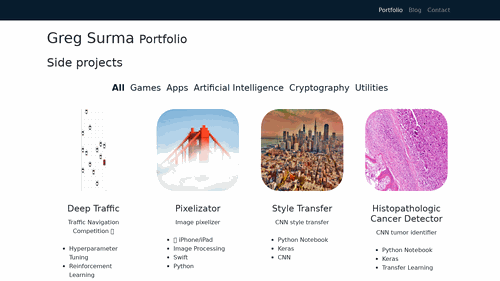 Portfolio Blog Contact
Greg Surma Portfolio
Side projects
All Games Apps Artificial Intelligence Cryptography Utilities
Deep Traffic
Traffic Navigation
Competition
Hyperparameter
Tuning
Reinforcement
Learning
Pixelizator
Image pixelizer
iPhone/iPad
Image Processing
Swift
Python
Style Transfer
CNN style transfer
Python Notebook
Keras
CNN
Histopathologic
Cancer Detector
CNN tumor identifier
Python Notebook
Keras
Transfer Learning